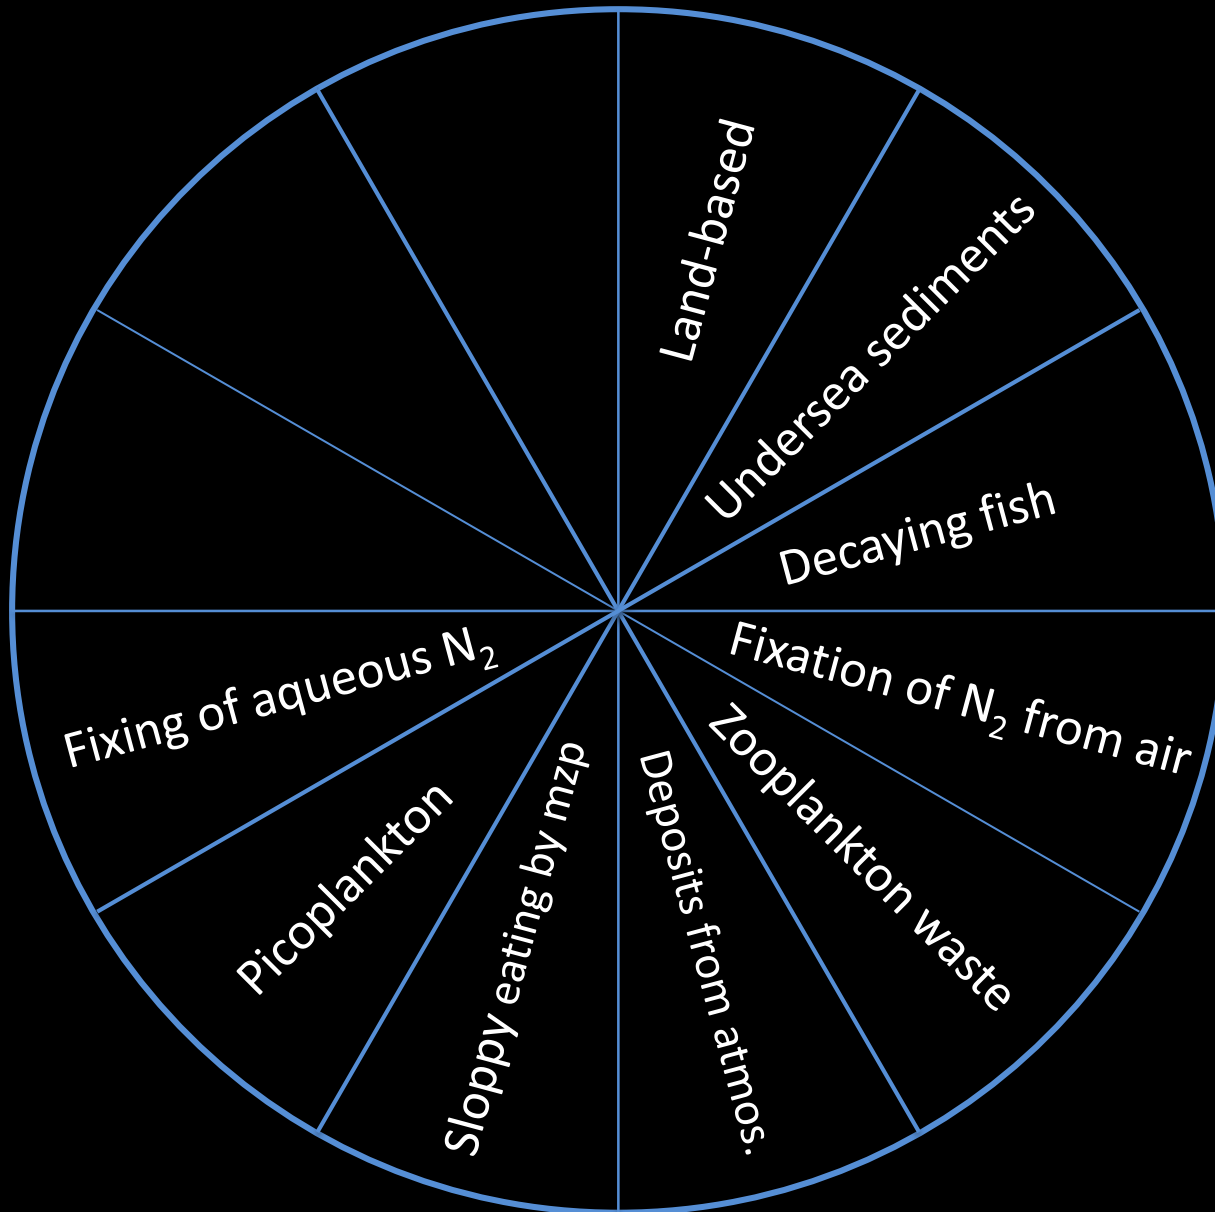 Land-based
Undersea sediments
Decaying fish
Fixation of N₂ from air
Zooplankton waste
Deposits from atmos.
Sloppy eating by mzp
Picoplankton
Fixing of aqueous N₂